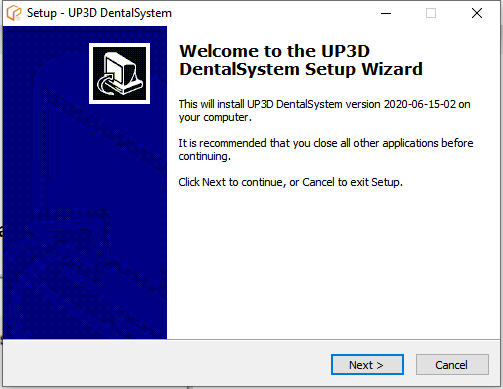 Setup - UP3D DentalSystem
Welcome to the UP3D
DentalSystem Setup Wizard
This will install UP3D DentalSystem version 2020-06-15-02 on
your computer.
It is recommended that you close all other applications before
continuing.
Click Next to continue, or Cancel to exit Setup.
Next >
Cancel